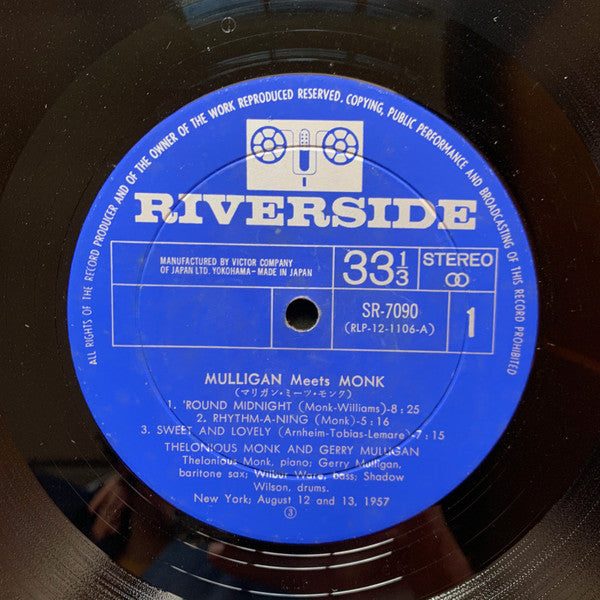 ALL RIGHTS OF THE RECORD PRODUCER AND OF THE OWNER OF THE WORK REPRODUCED RESERVED. COPYING, PUBLIC PERFORMANCE AND BROADCASTING OF THIS RECORD PROHIBITED
RIVERSIDE
MANUFACTURED BY VICTOR COMPANY
OF JAPAN LTD. YOKOHAMA-MADE IN JAPAN
33 1/3
STEREO
SR-7090
(RLP-12-1106-A)
1
MULLIGAN Meets MONK
(マリガン・ミーツ・モンク)
1. 'ROUND MIDNIGHT (Monk-Williams)-8:25
2. RHYTHM-A-NING (Monk)-5:16
3. SWEET AND LOVELY (Arnheim-Tobias-Lemare)-7:15
THELONIOUS MONK AND GERRY MULLIGAN
Thelonious Monk, piano; Gerry Mulligan,
baritone sax; Wilbur Ware, bass; Shadow
Wilson, drums.
New York; August 12 and 13, 1957
③